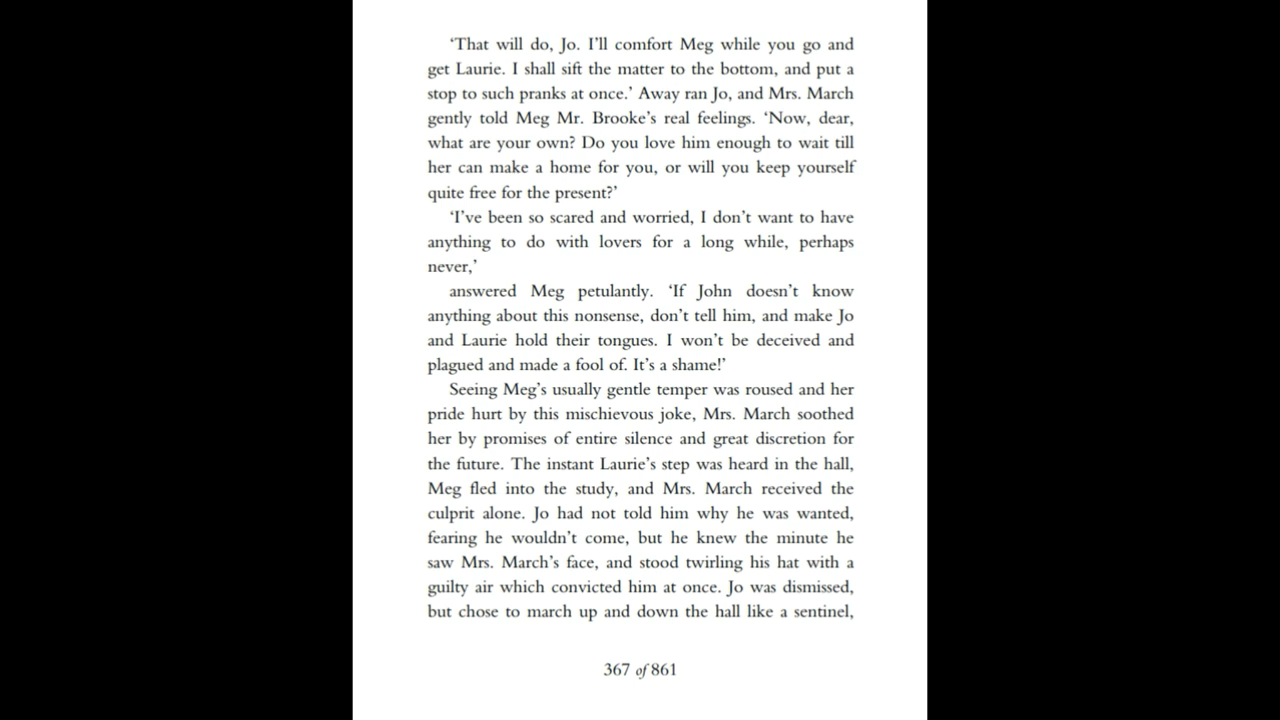 ‘That will do, Jo. I’ll comfort Meg while you go and
get Laurie. I shall sift the matter to the bottom, and put a
stop to such pranks at once.’ Away ran Jo, and Mrs. March
gently told Meg Mr. Brooke’s real feelings. ‘Now, dear,
what are your own? Do you love him enough to wait till
her can make a home for you, or will you keep yourself
quite free for the present?’
‘I’ve been so scared and worried, I don’t want to have
anything to do with lovers for a long while, perhaps
never,’
answered Meg petulantly. ‘If John doesn’t know
anything about this nonsense, don’t tell him, and make Jo
and Laurie hold their tongues. I won’t be deceived and
plagued and made a fool of. It’s a shame!’
Seeing Meg’s usually gentle temper was roused and her
pride hurt by this mischievous joke, Mrs. March soothed
her by promises of entire silence and great discretion for
the future. The instant Laurie’s step was heard in the hall,
Meg fled into the study, and Mrs. March received the
culprit alone. Jo had not told him why he was wanted,
fearing he wouldn’t come, but he knew the minute he
saw Mrs. March’s face, and stood twirling his hat with a
guilty air which convicted him at once. Jo was dismissed,
but chose to march up and down the hall like a sentinel,
367 of 861